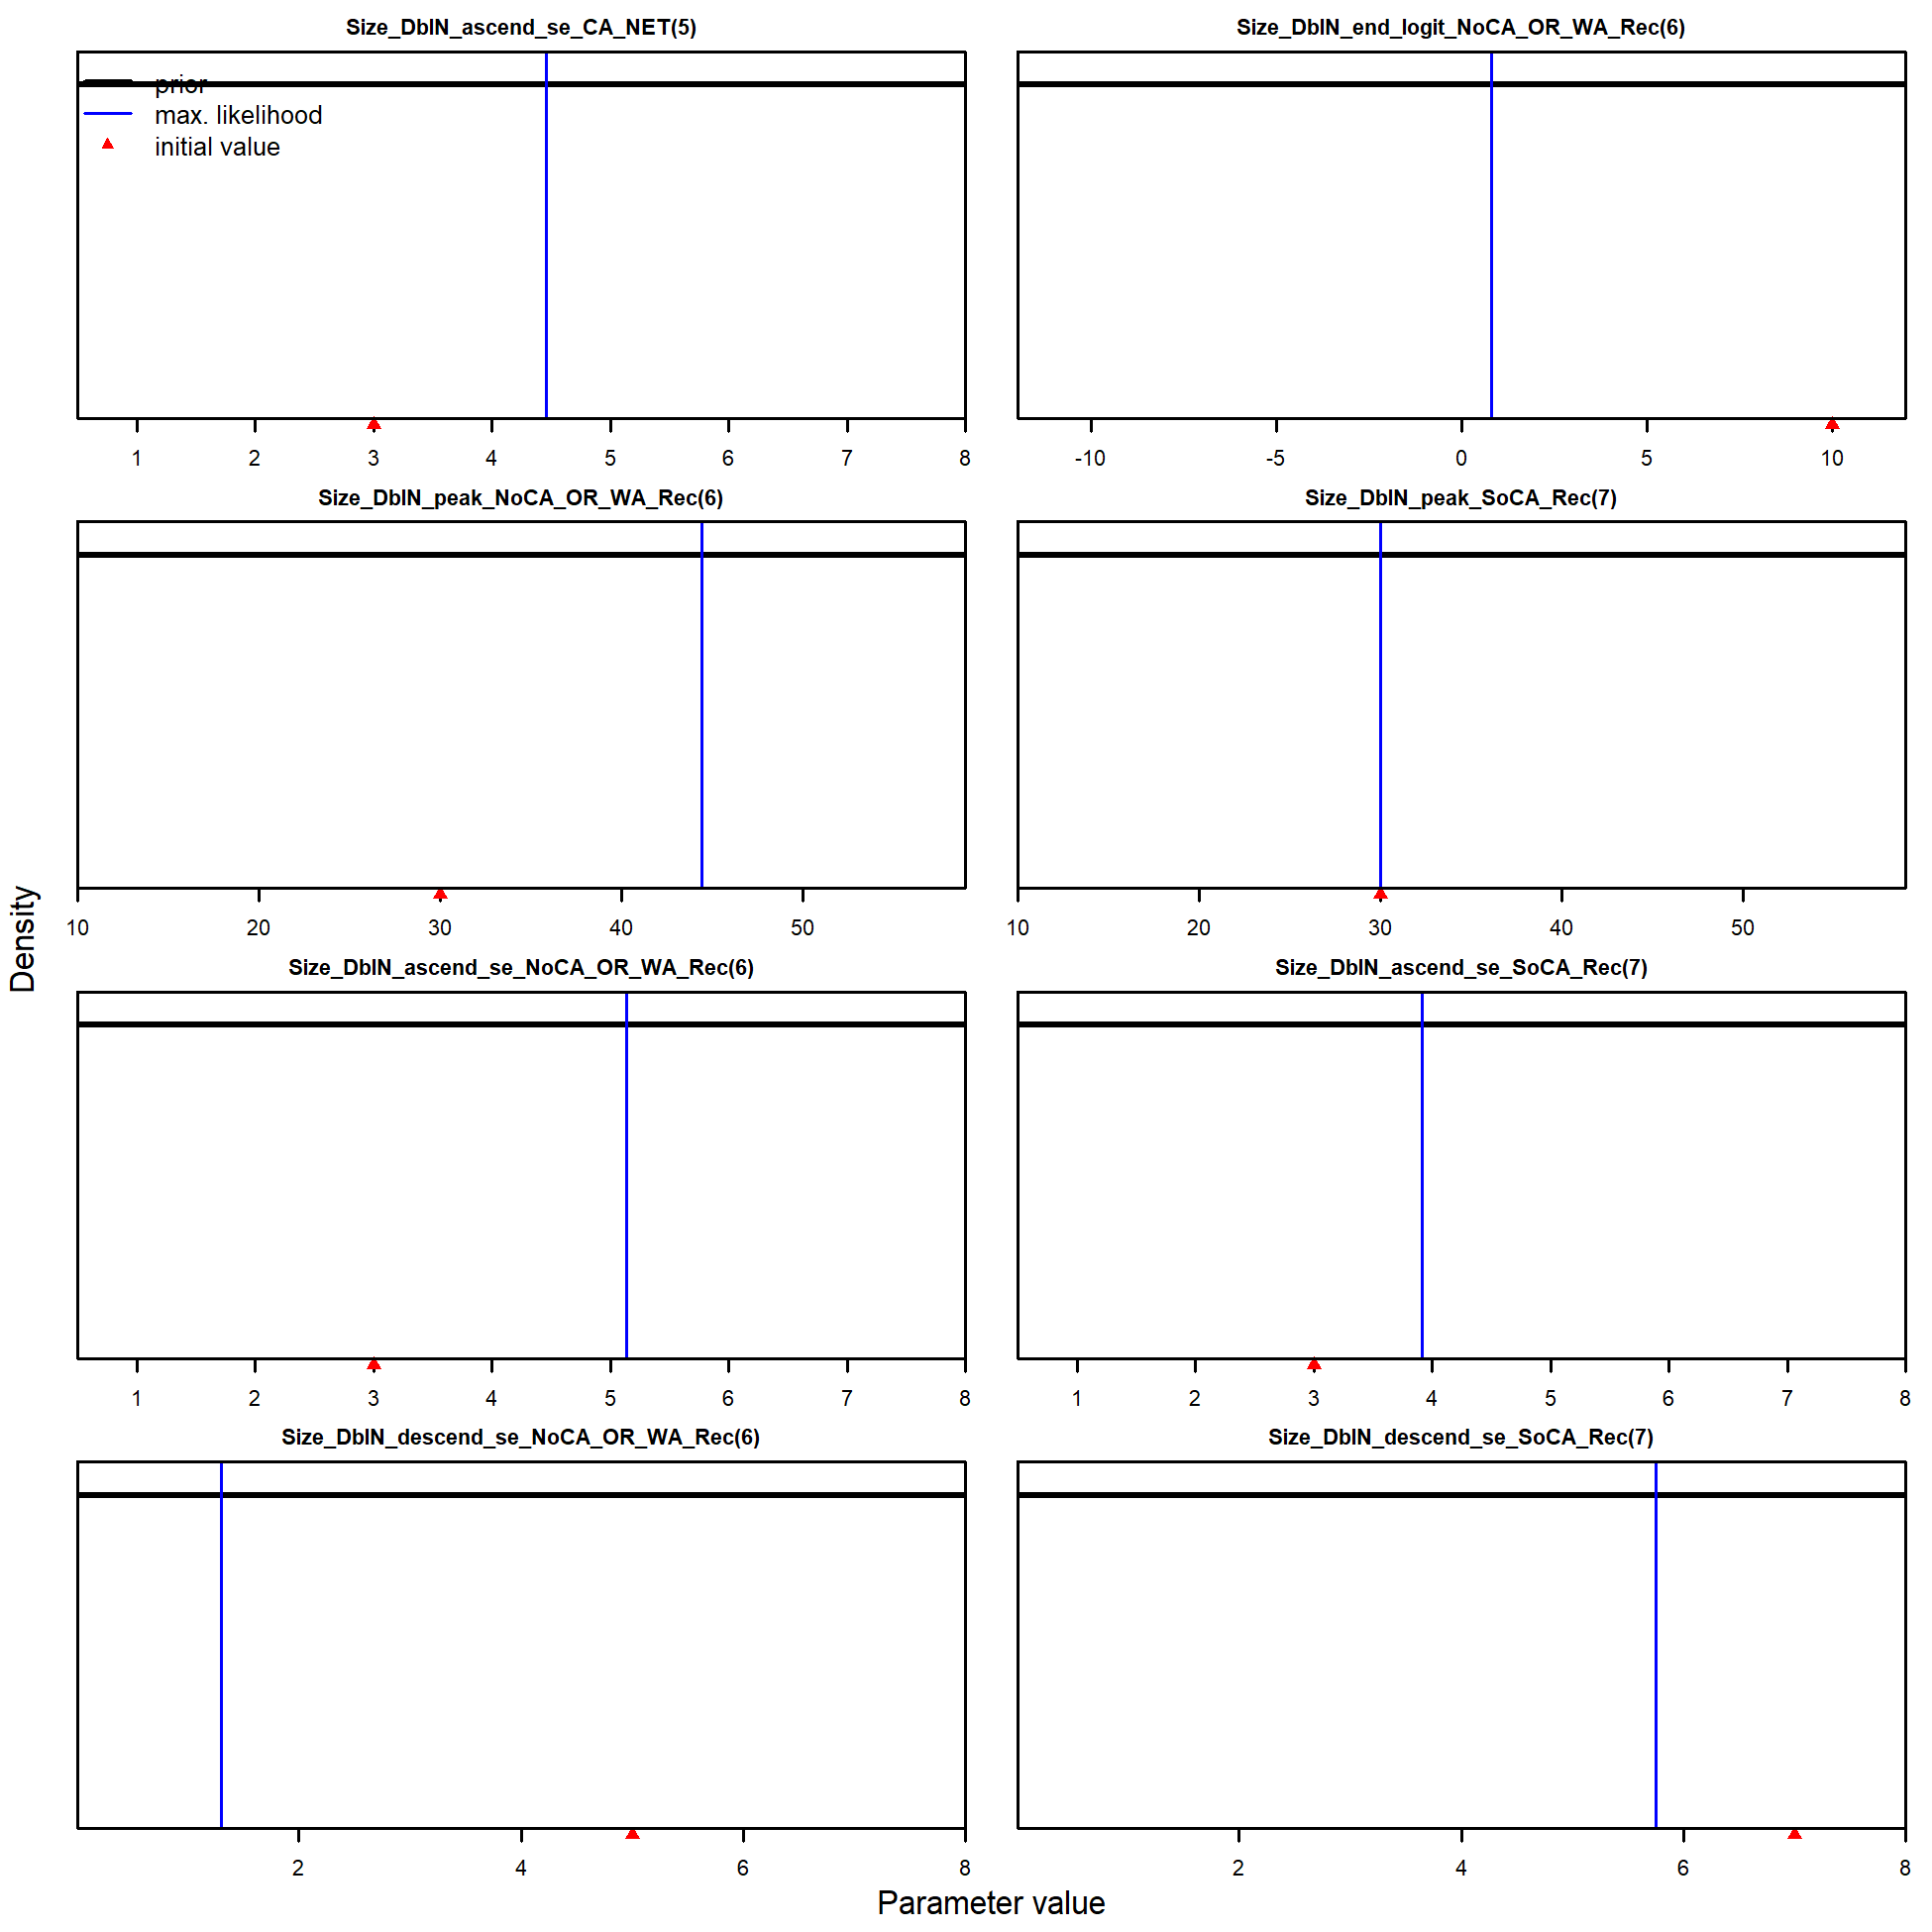 Size_DblN_ascend_se_CA_NET(5)
prior
max. likelihood
initial value
1 2 3 4 5 6 7 8
Size_DblN_end_logit_NoCA_OR_WA_Rec(6)
-10 -5 0 5 10
Size_DblN_peak_NoCA_OR_WA_Rec(6)
10 20 30 40 50
Size_DblN_peak_SoCA_Rec(7)
10 20 30 40 50
Size_DblN_ascend_se_NoCA_OR_WA_Rec(6)
1 2 3 4 5 6 7 8
Size_DblN_ascend_se_SoCA_Rec(7)
1 2 3 4 5 6 7 8
Size_DblN_descend_se_NoCA_OR_WA_Rec(6)
2 4 6 8
Size_DblN_descend_se_SoCA_Rec(7)
2 4 6 8
Density
Parameter value